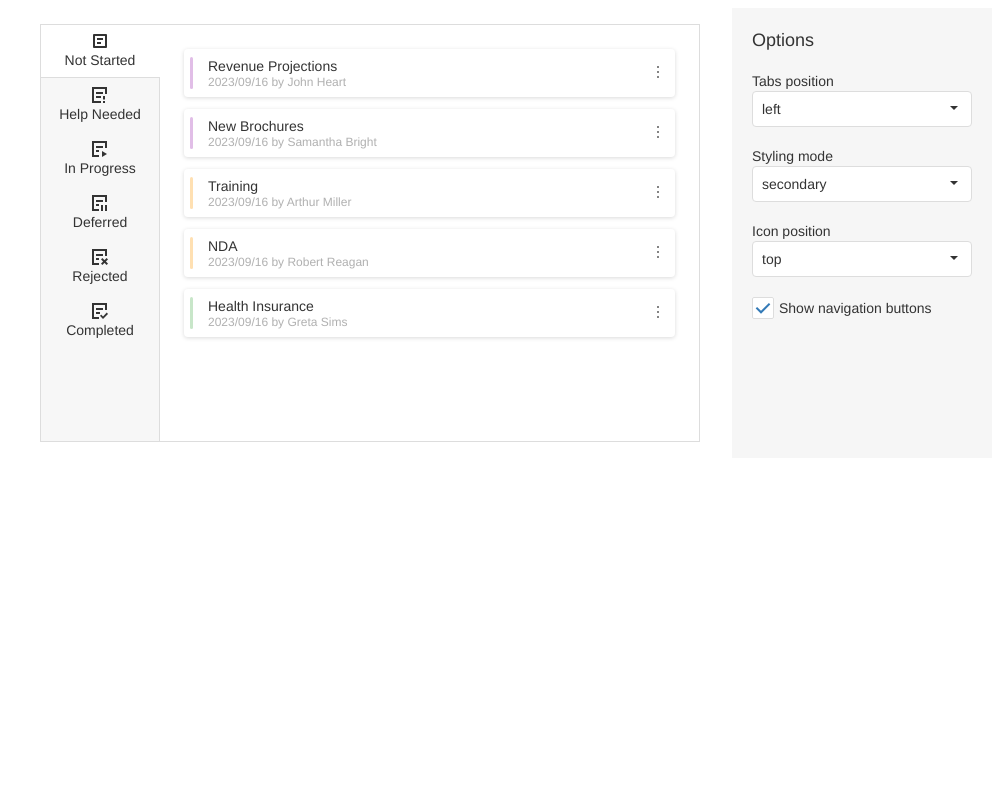 Not Started
Help Needed
In Progress
Deferred
Rejected
Completed
Revenue Projections
2023/09/16 by John Heart
New Brochures
2023/09/16 by Samantha Bright
Training
2023/09/16 by Arthur Miller
NDA
2023/09/16 by Robert Reagan
Health Insurance
2023/09/16 by Greta Sims
Options
Tabs position
left
Styling mode
secondary
Icon position
top
Show navigation buttons